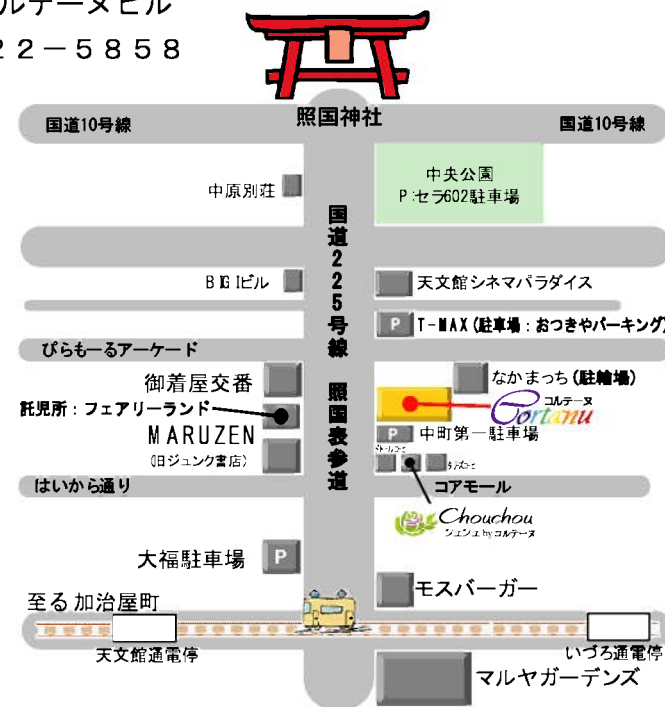 ルテーヌビル
22－5858
照国神社
国道10号線
国道10号線
中央公園
P:セラ602駐車場
中原別荘
国道225号線 照国表参道
BIGIビル
天文館シネマパラダイス
P T-MAX (駐車場：おつきやパーキング)
ぴらもーるアーケード
御着屋交番
なかまっち (駐輪場)
託児所：フェアリーランド
コルテーヌ
Cortanu
MARUZEN
(旧ジュンク書店)
P 中町第一駐車場
はいから通り
コアモール
Chouchou
シュシュ by コルテーヌ
大福駐車場 P
モスバーガー
至る 加治屋町
天文館通電停
いづろ通電停
マルヤガーデンズ